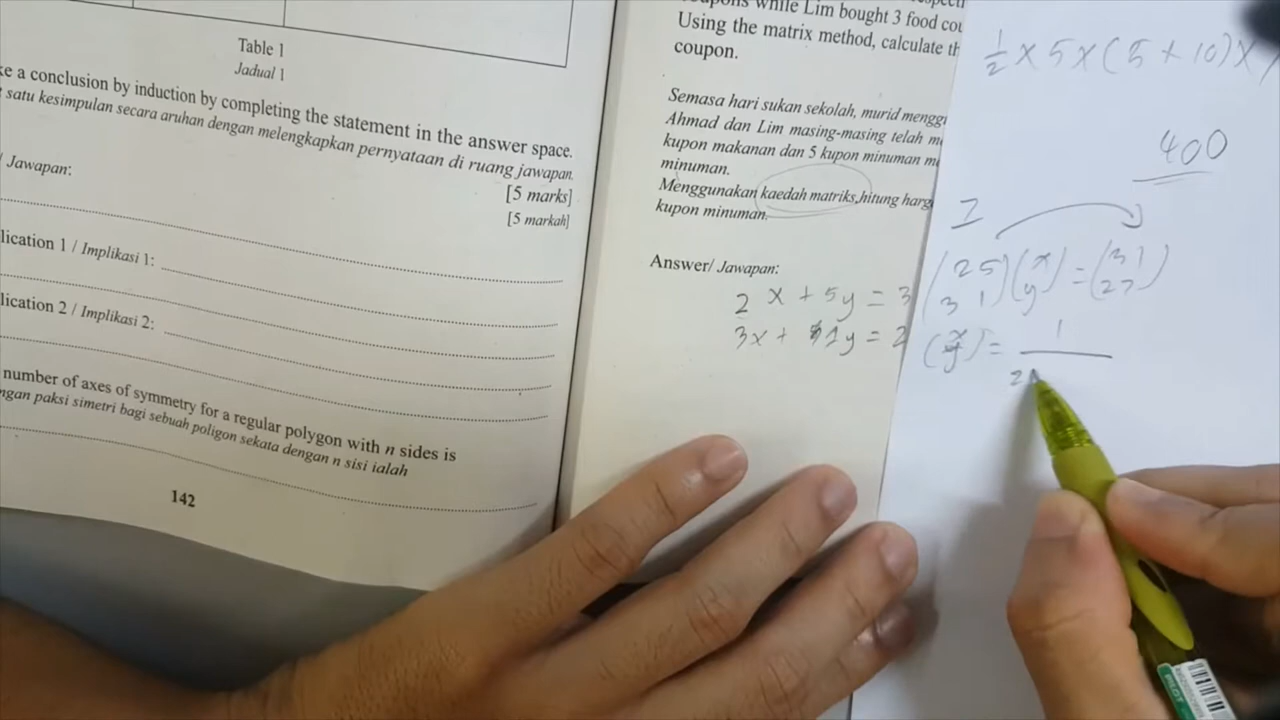 Table 1
Jadual 1
ke a conclusion by induction by completing the statement in the answer space.
satu kesimpulan secara aruhan dengan melengkapkan pernyataan di ruang jawapan.
[5 marks]
[5 markah]
/ Jawapan:
lication 1 / Implikasi 1:
lication 2 / Implikasi 2:
number of axes of symmetry for a regular polygon with n sides is
ngan paksi simetri bagi sebuah poligon sekata dengan n sisi ialah
142
while Lim bought 3 food cou
Using the matrix method, calculate th
coupon.
Semasa hari sukan sekolah, murid mengg
Ahmad dan Lim masing-masing telah m
kupon makanan dan 5 kupon minuman m
minuman.
Menggunakan kaedah matriks, hitung harg
kupon minuman.
Answer/ Jawapan:
2 x + 5y = 3
3x + 1y = 2
1/2 x 5 x (5 + 10) x
400
(2 5) (x) = (31)
(3 1) (y) (27)
(x y) = 1
2